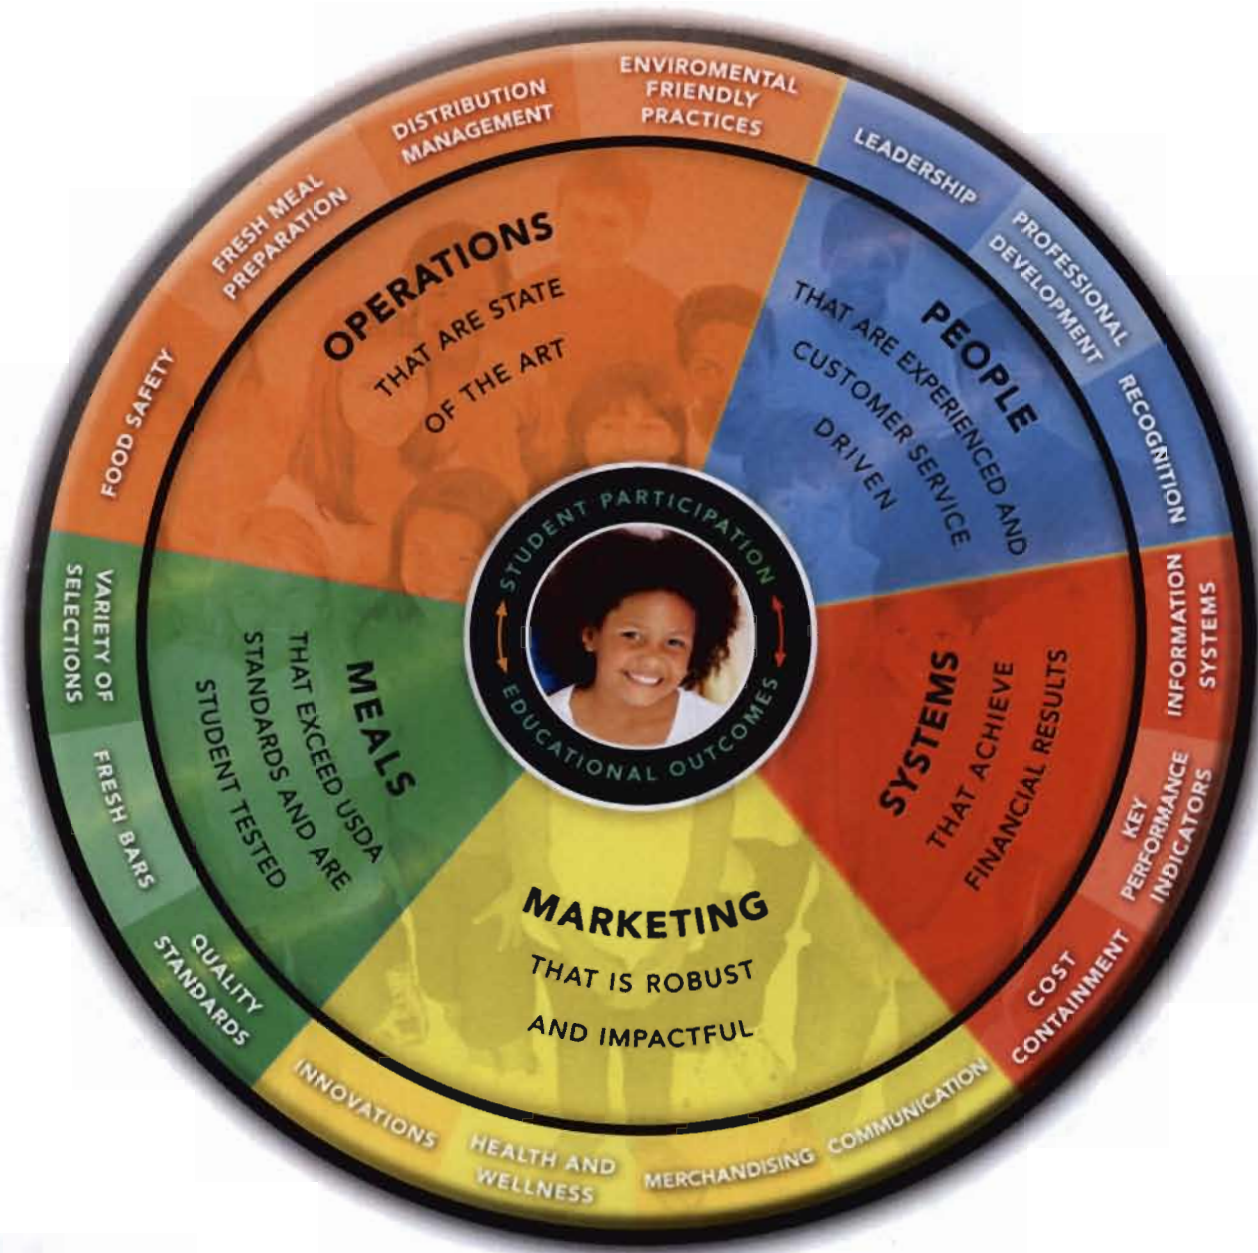 ENVIROMENTAL
FRIENDLY
PRACTICES
DISTRIBUTION
MANAGEMENT
FRESH MEAL
PREPARATION
FOOD SAFETY
OPERATIONS
THAT ARE STATE
OF THE ART
LEADERSHIP
PROFESSIONAL
DEVELOPMENT
RECOGNITION
PEOPLE
THAT ARE EXPERIENCED AND
CUSTOMER SERVICE
DRIVEN
INFORMATION
SYSTEMS
KEY
PERFORMANCE
INDICATORS
COST
CONTAINMENT
SYSTEMS
THAT ACHIEVE
FINANCIAL RESULTS
MARKETING
THAT IS ROBUST
AND IMPACTFUL
COMMUNICATION
MERCHANDISING
HEALTH AND
WELLNESS
INNOVATIONS
MEALS
THAT EXCEED USDA
STANDARDS AND ARE
STUDENT TESTED
QUALITY
STANDARDS
FRESH BARS
VARIETY OF
SELECTIONS
STUDENT PARTICIPATION
EDUCATIONAL OUTCOMES